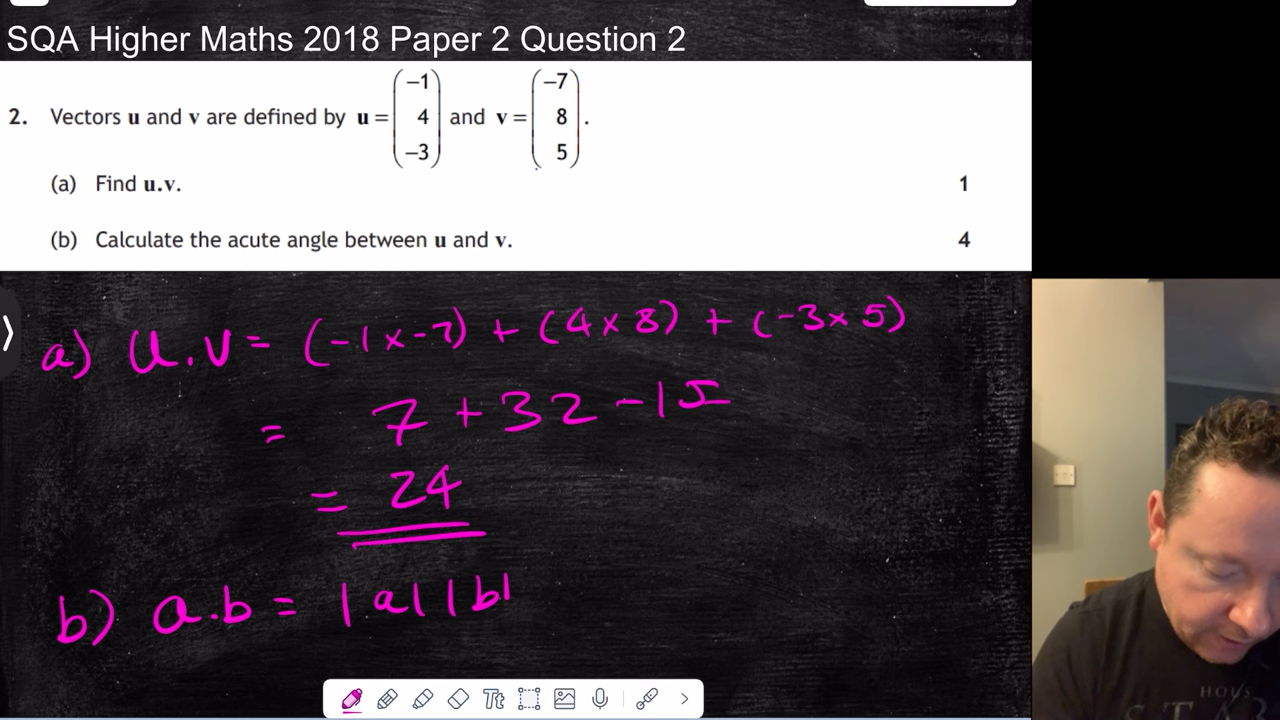 SQA Higher Maths 2018 Paper 2 Question 2
2. Vectors u and v are defined by u = (−1 4 −3) and v = (−7 8 5).
(a) Find u.v. 1
(b) Calculate the acute angle between u and v. 4
a) u.v = (-1 x -7) + (4 x 8) + (-3 x 5)
= 7 + 32 - 15
= 24
b) a.b = |a||b|
Tt